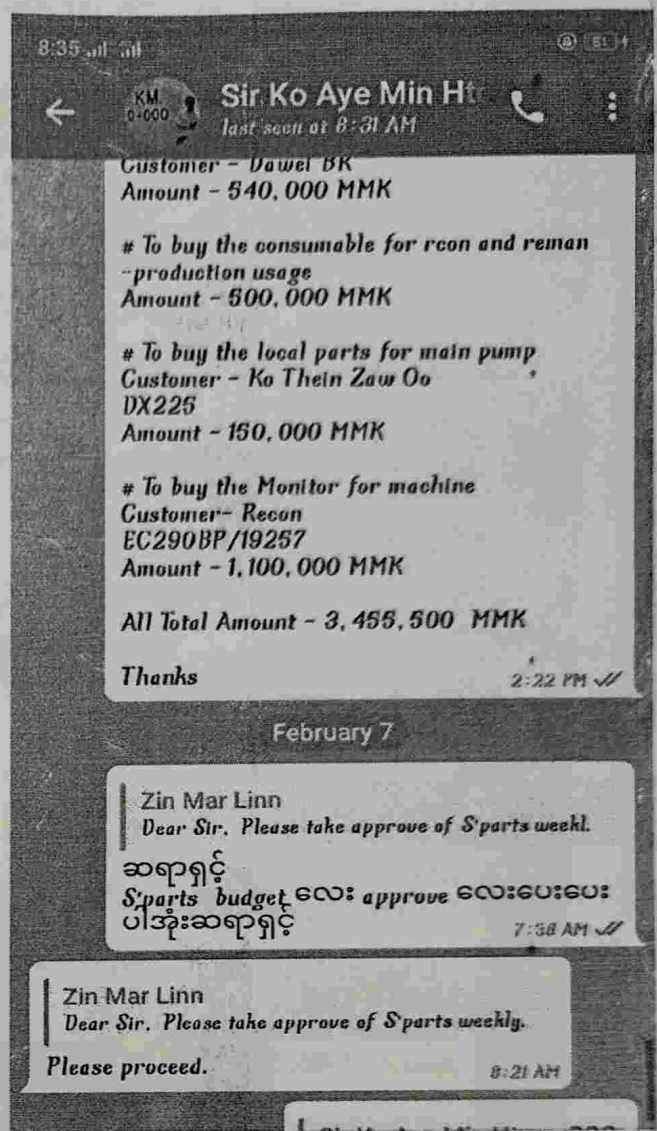 8:35
81
KM
0+000
Sir Ko Aye Min Ht
last seen at 8:31 AM
Customer - Dawei BK
Amount - 540,000 MMK
# To buy the consumable for rcon and reman
-production usage
Amount - 500,000 MMK
# To buy the local parts for main pump
Customer - Ko Thein Zaw Oo
DX225
Amount - 150,000 MMK
# To buy the Monitor for machine
Customer- Recon
EC290BP/19257
Amount - 1,100,000 MMK
All Total Amount - 3,455,500 MMK
Thanks
2:22 PM
February 7
Zin Mar Linn
Dear Sir, Please take approve of S'parts weekl.
ဆရာရှင့်
S'parts budget လေး approve လေးပေးပေး
ပါအုံးဆရာရှင့်
7:38 AM
Zin Mar Linn
Dear Sir, Please take approve of S'parts weekly.
Please proceed.
8:21 AM